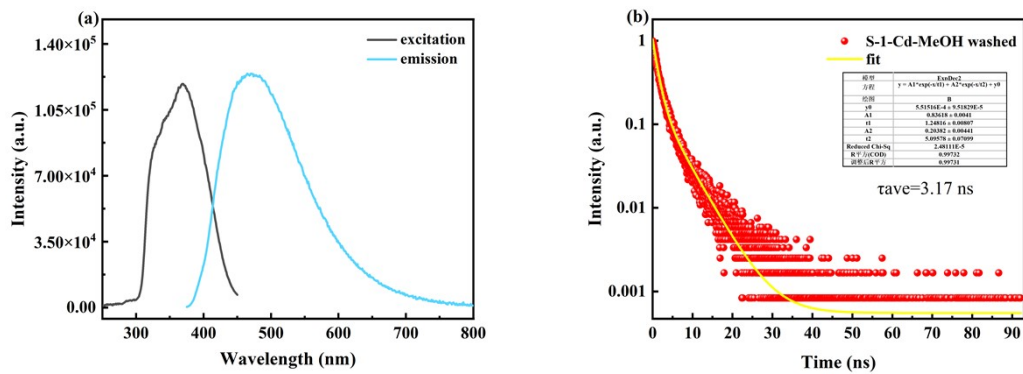 (a)
excitation
emission
1.40×10⁵
1.05×10⁵
7.00×10⁴
3.50×10⁴
0.00
Intensity (a.u.)
300 400 500 600 700 800
Wavelength (nm)
(b)
S-1-Cd-MeOH washed
fit
模型 ExpDec2
方程 y = A1*exp(-x/t1) + A2*exp(-x/t2) + y0
绘图 B
y0 5.51516E-4 ± 9.51829E-5
A1 0.83618 ± 0.0041
t1 1.24816 ± 0.00807
A2 0.20382 ± 0.00441
t2 5.09578 ± 0.07099
Reduced Chi-Sq 2.48111E-5
R平方(COD) 0.99732
调整后R平方 0.99731
τave=3.17 ns
1
0.1
0.01
0.001
Intensity (a.u.)
0 10 20 30 40 50 60 70 80 90
Time (ns)